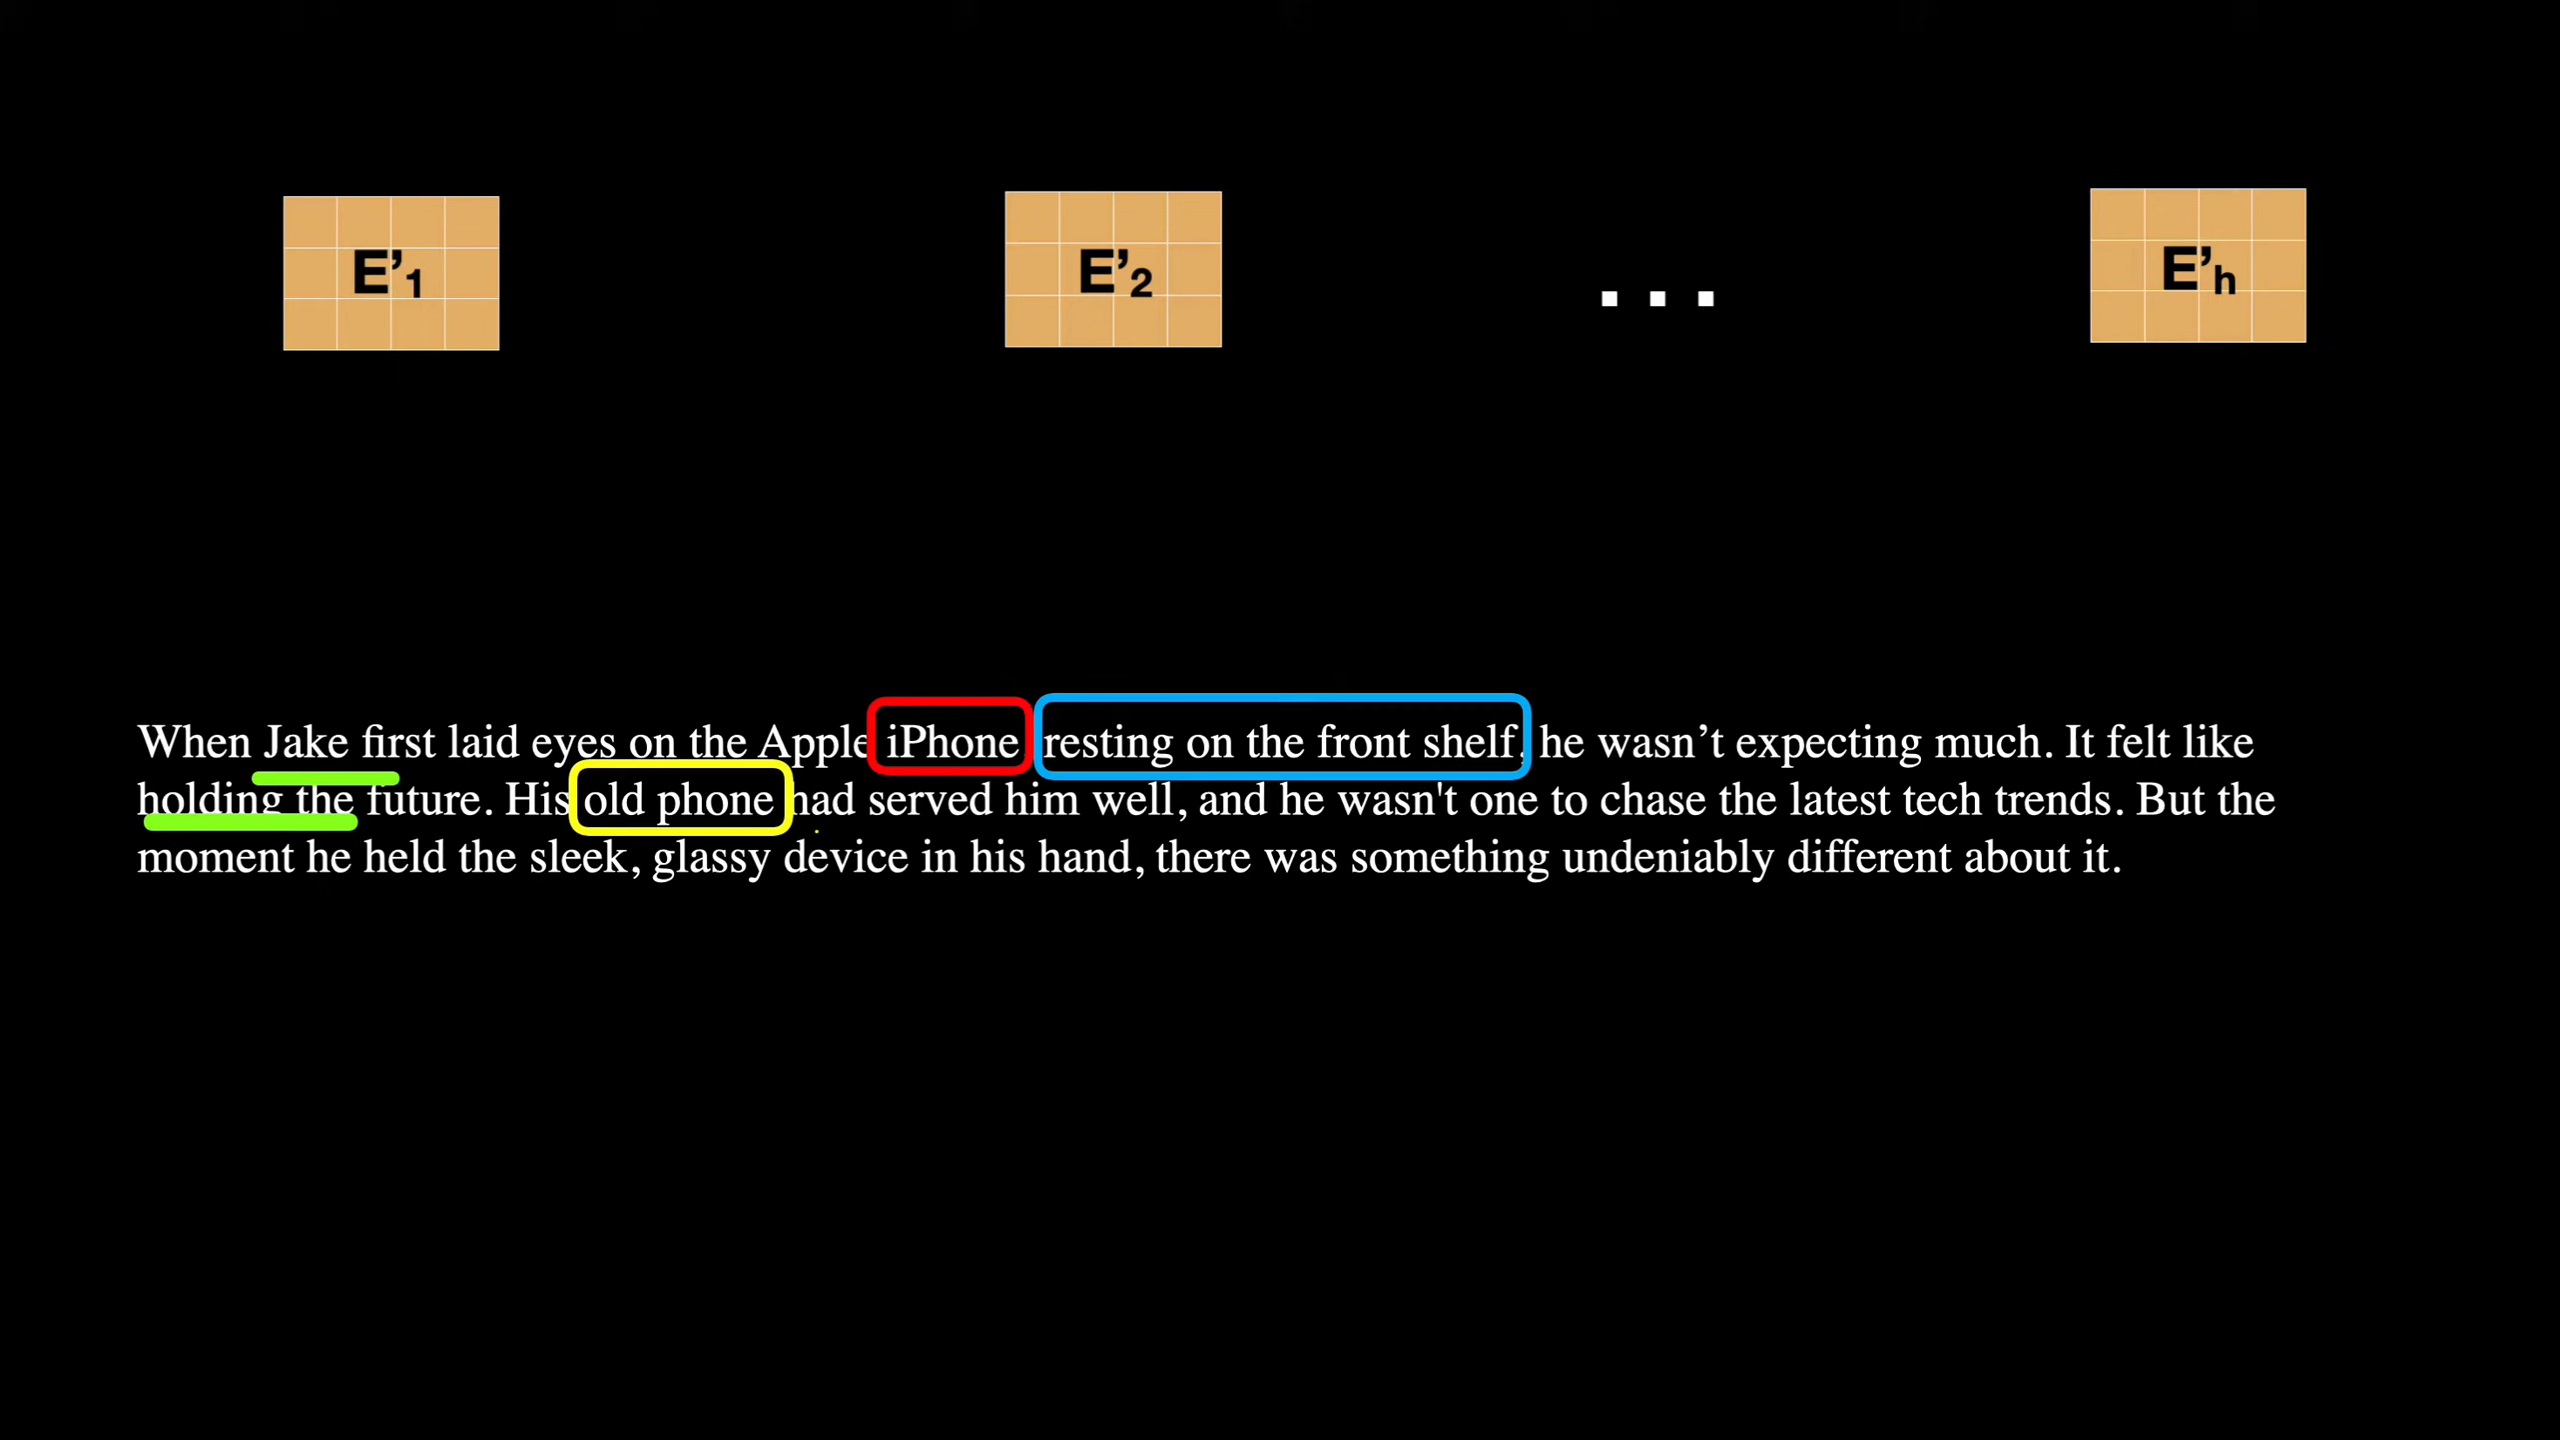 E’1
E’2
...
E’h
When Jake first laid eyes on the Apple iPhone resting on the front shelf, he wasn’t expecting much. It felt like
holding the future. His old phone had served him well, and he wasn't one to chase the latest tech trends. But the
moment he held the sleek, glassy device in his hand, there was something undeniably different about it.